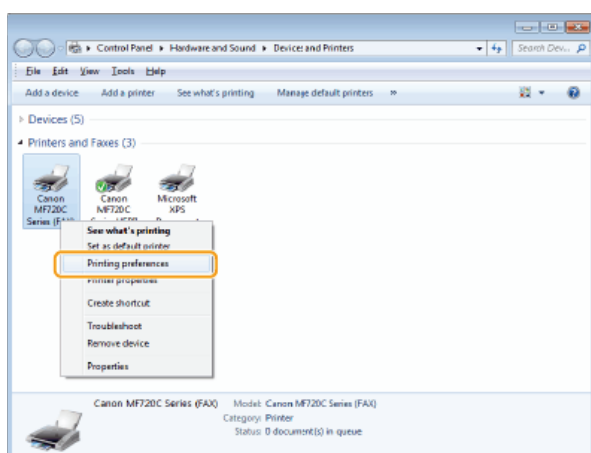 Control Panel ▸ Hardware and Sound ▸ Devices and Printers
Search Dev...
File Edit View Tools Help
Add a device Add a printer See what's printing Manage default printers »
Devices (5)
Printers and Faxes (3)
Canon MF720C Series (FAX)
Canon MF720C
Microsoft XPS
See what's printing
Set as default printer
Printing preferences
Printer properties
Create shortcut
Troubleshoot
Remove device
Properties
Canon MF720C Series (FAX) Model: Canon MF720C Series (FAX)
Category: Printer
Status: 0 document(s) in queue